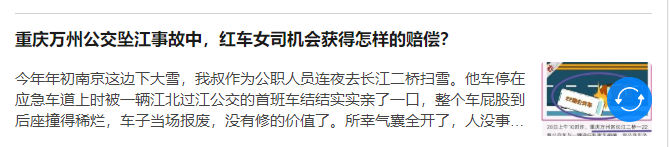 重庆万州公交坠江事故中，红车女司机会获得怎样的赔偿？
今年年初南京这边下大雪，我叔作为公职人员连夜去长江二桥扫雪。他车停在
应急车道上时被一辆江北过江公交的首班车结结实实亲了一口，整个车屁股到
后座撞得稀烂，车子当场报废，没有修的价值了。所幸气囊全开了，人没事...